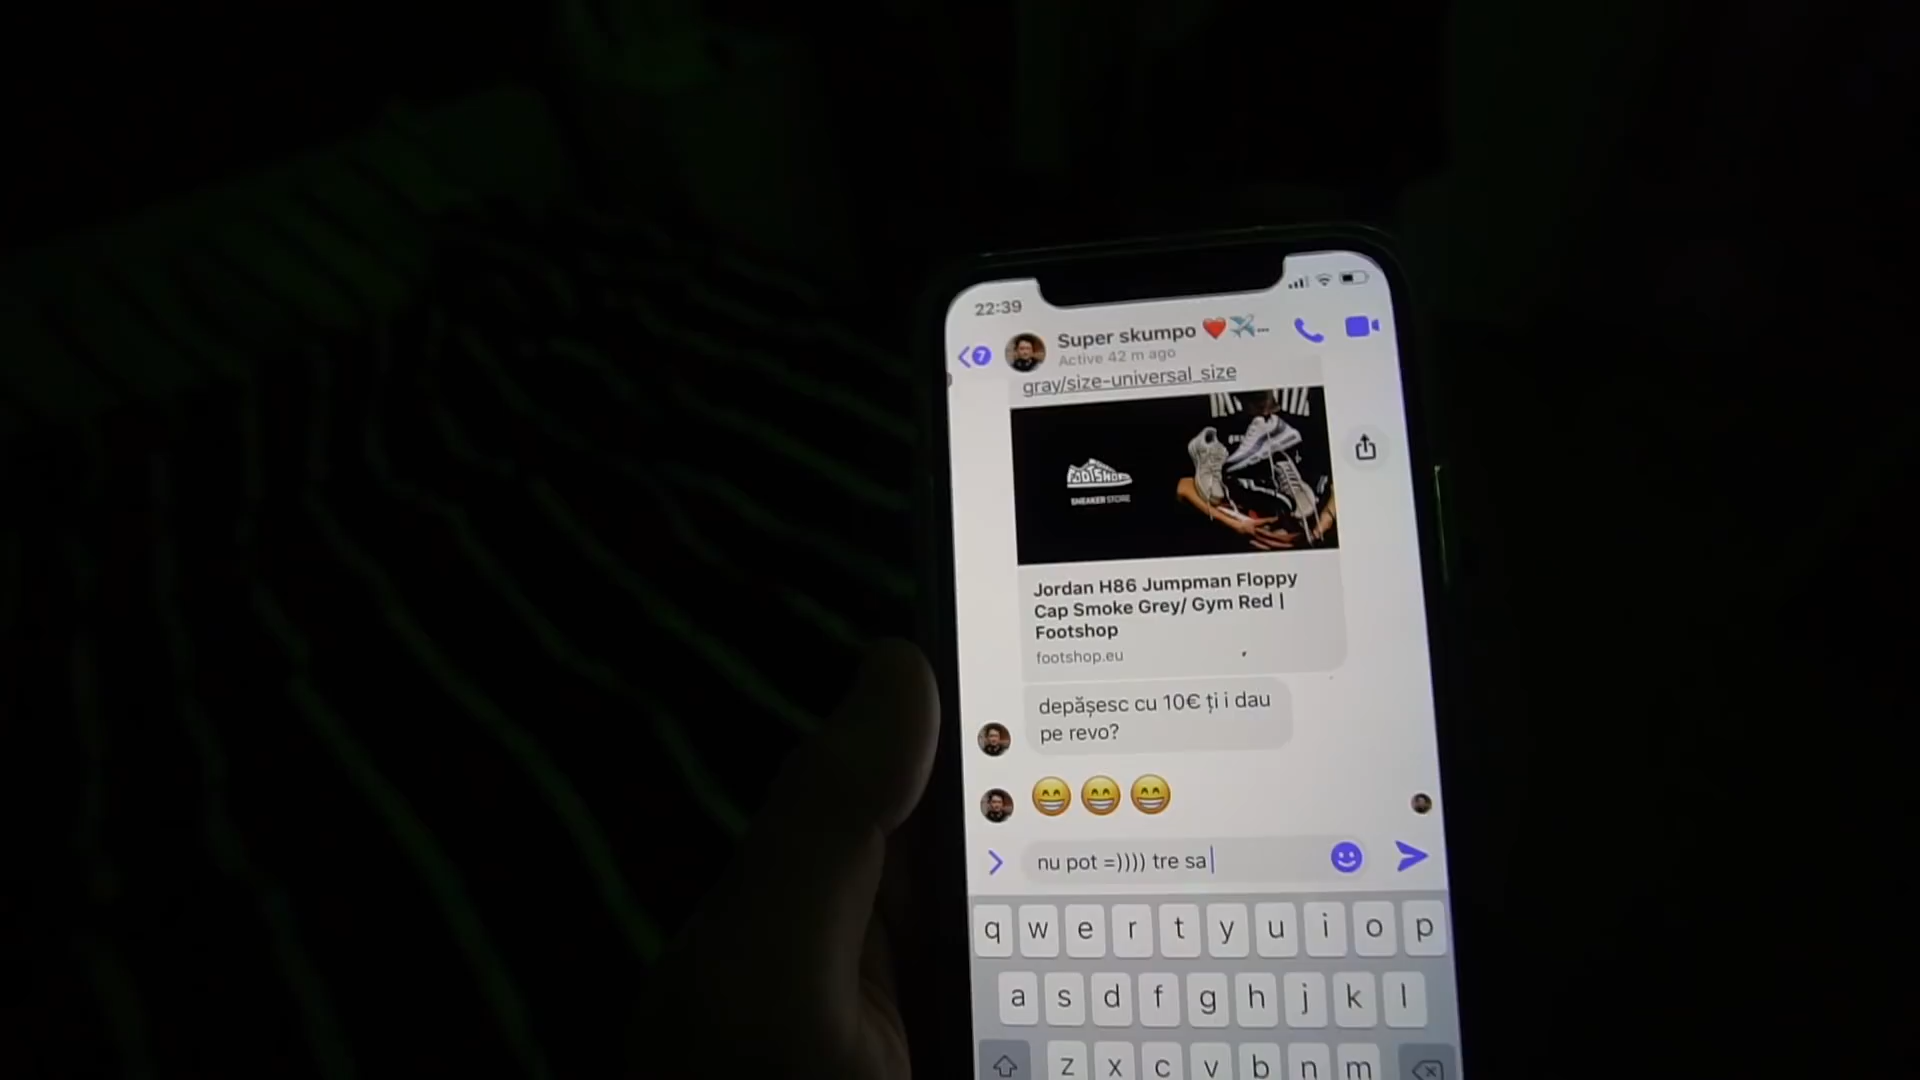 22:39
7
Super skumpo ❤️✈️...
Active 42 m ago
gray/size-universal_size
FOOTSHOP
SNEAKER STORE
Jordan H86 Jumpman Floppy
Cap Smoke Grey/ Gym Red |
Footshop
footshop.eu
depășesc cu 10€ ți i dau
pe revo?
😁😁😁
nu pot =)))) tre sa
q w e r t y u i o p
a s d f g h j k l
z x c v b n m